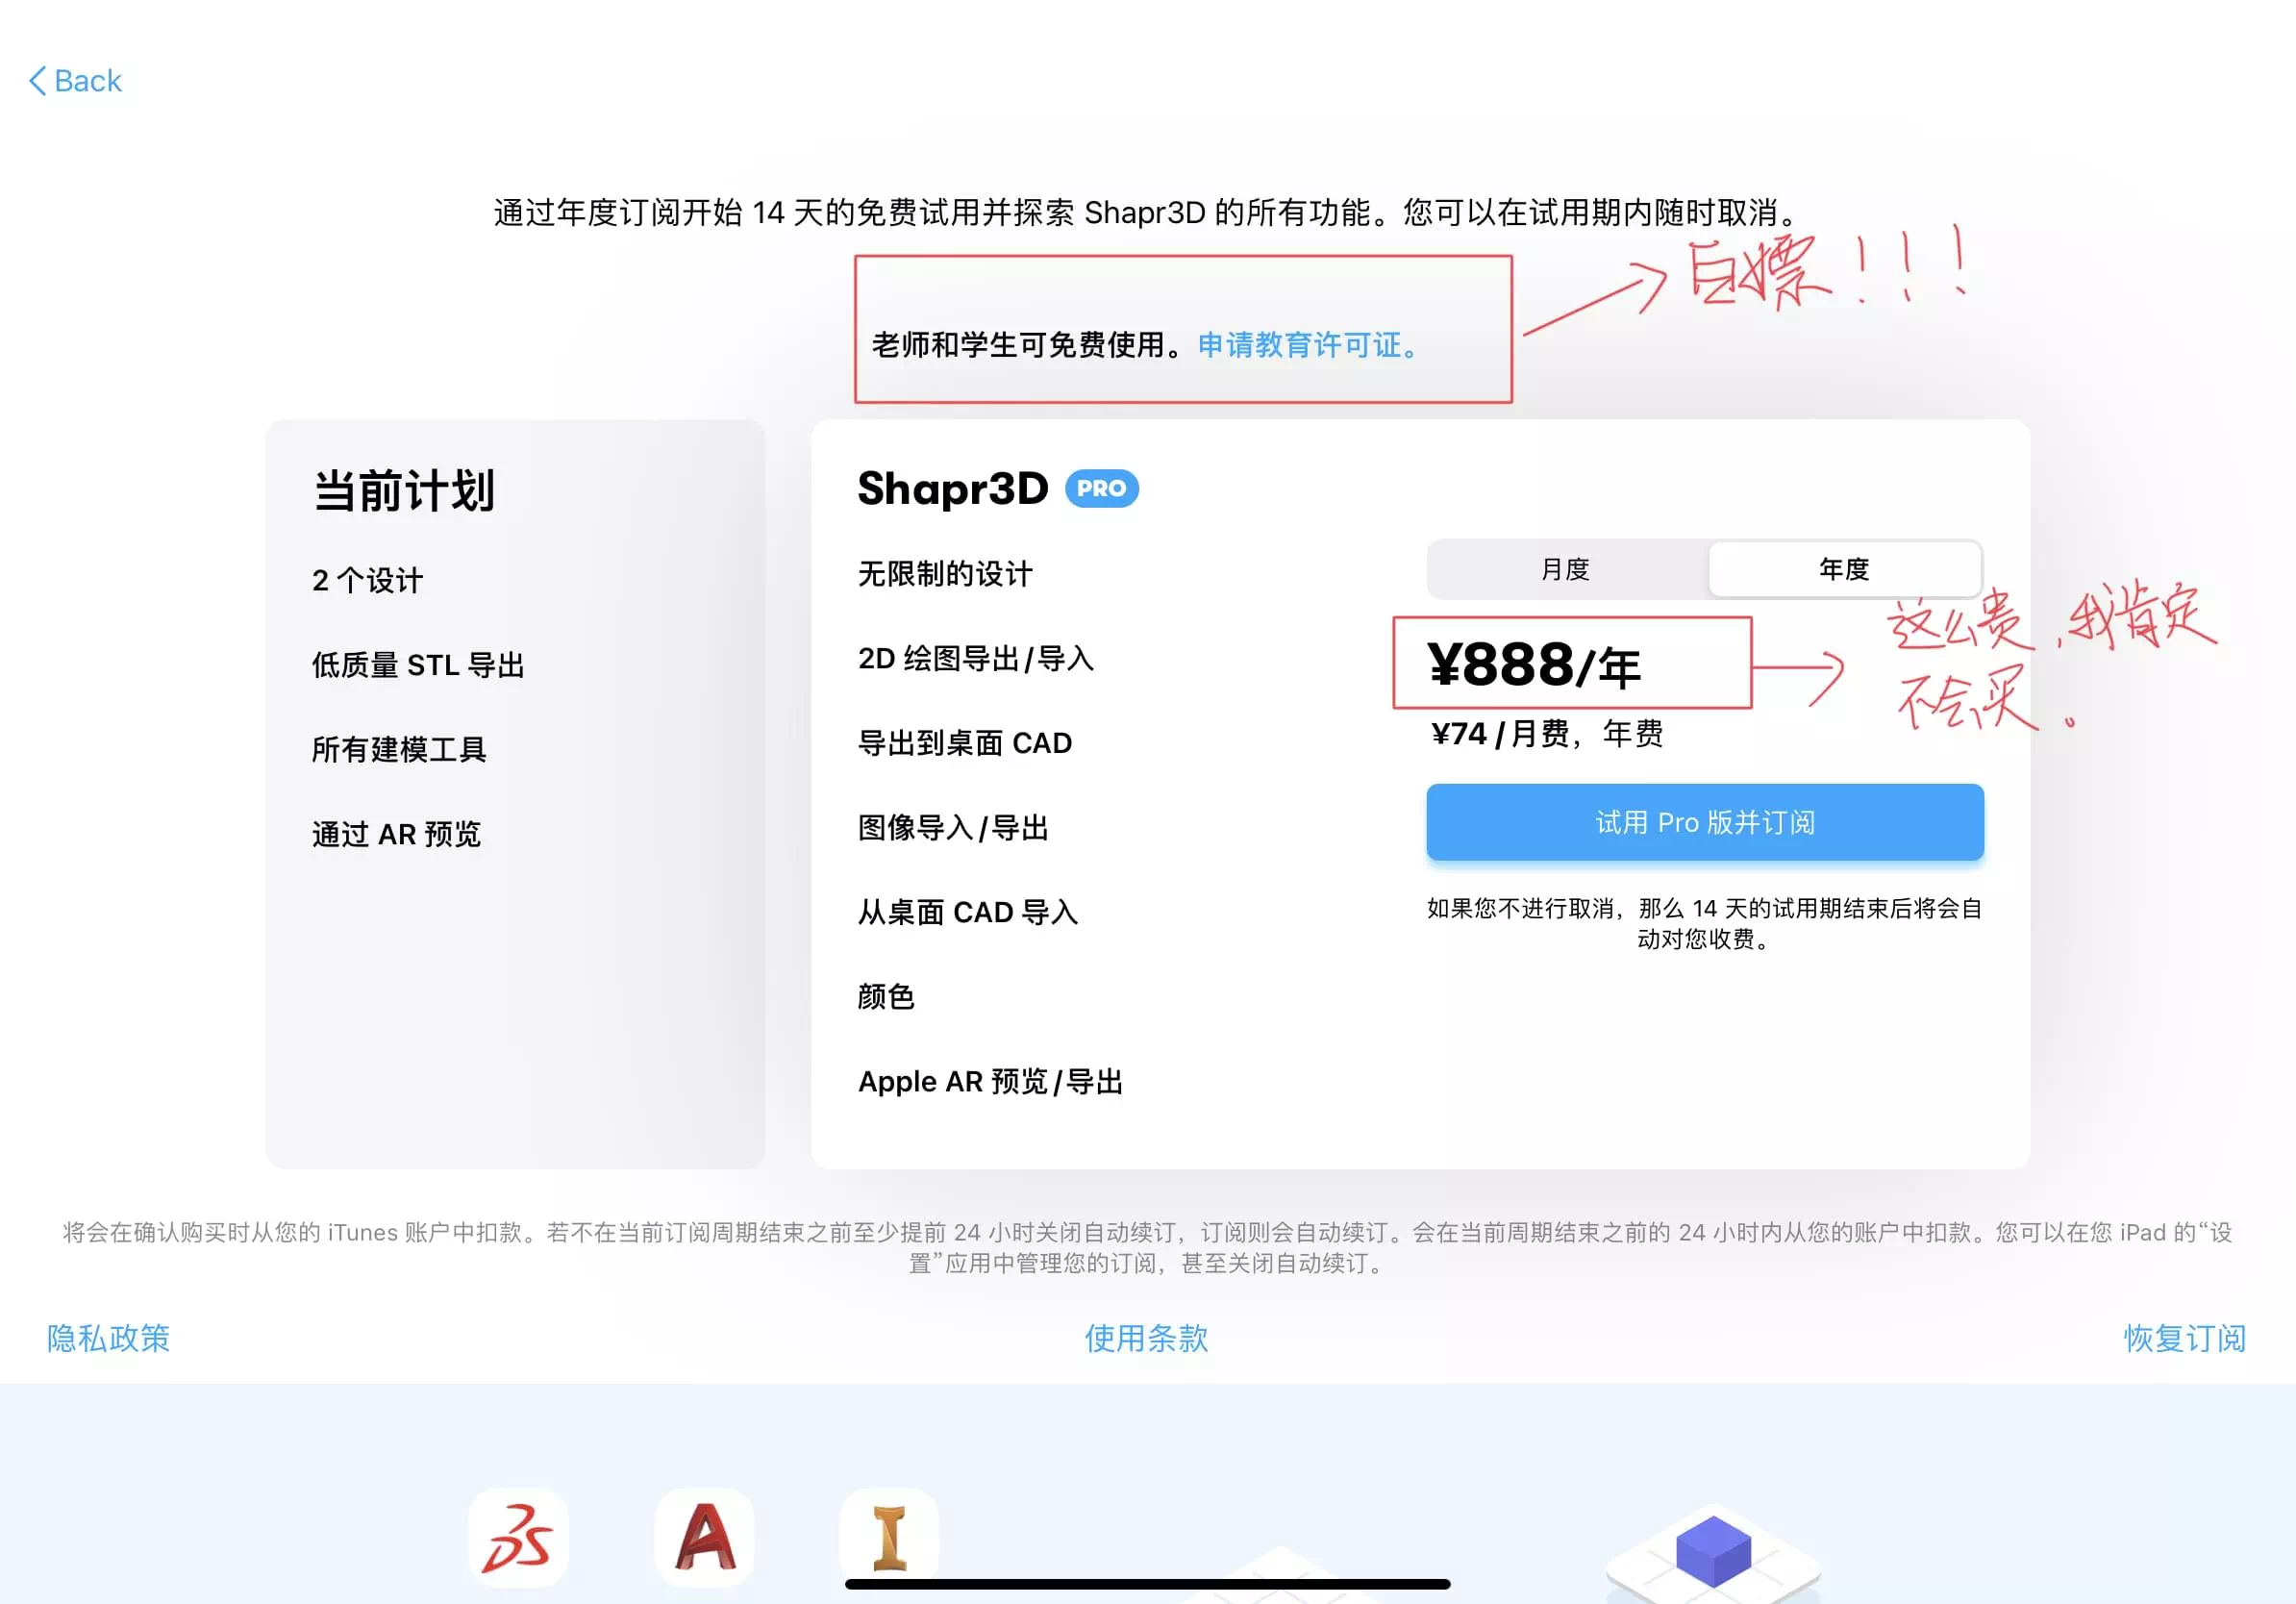 Back
通过年度订阅开始 14 天的免费试用并探索 Shapr3D 的所有功能。您可以在试用期内随时取消。
白嫖！！！
老师和学生可免费使用。申请教育许可证。
当前计划
2 个设计
低质量 STL 导出
所有建模工具
通过 AR 预览
Shapr3D PRO
无限制的设计
2D 绘图导出/导入
导出到桌面 CAD
图像导入/导出
从桌面 CAD 导入
颜色
Apple AR 预览/导出
月度 年度
¥888/年
这么贵，我肯定
不会买。
¥74 / 月费，年费
试用 Pro 版并订阅
如果您不进行取消，那么 14 天的试用期结束后将会自
动对您收费。
将会在确认购买时从您的 iTunes 账户中扣款。若不在当前订阅周期结束之前至少提前 24 小时关闭自动续订，订阅则会自动续订。会在当前周期结束之前的 24 小时内从您的账户中扣款。您可以在您 iPad 的“设
置”应用中管理您的订阅，甚至关闭自动续订。
隐私政策 使用条款 恢复订阅